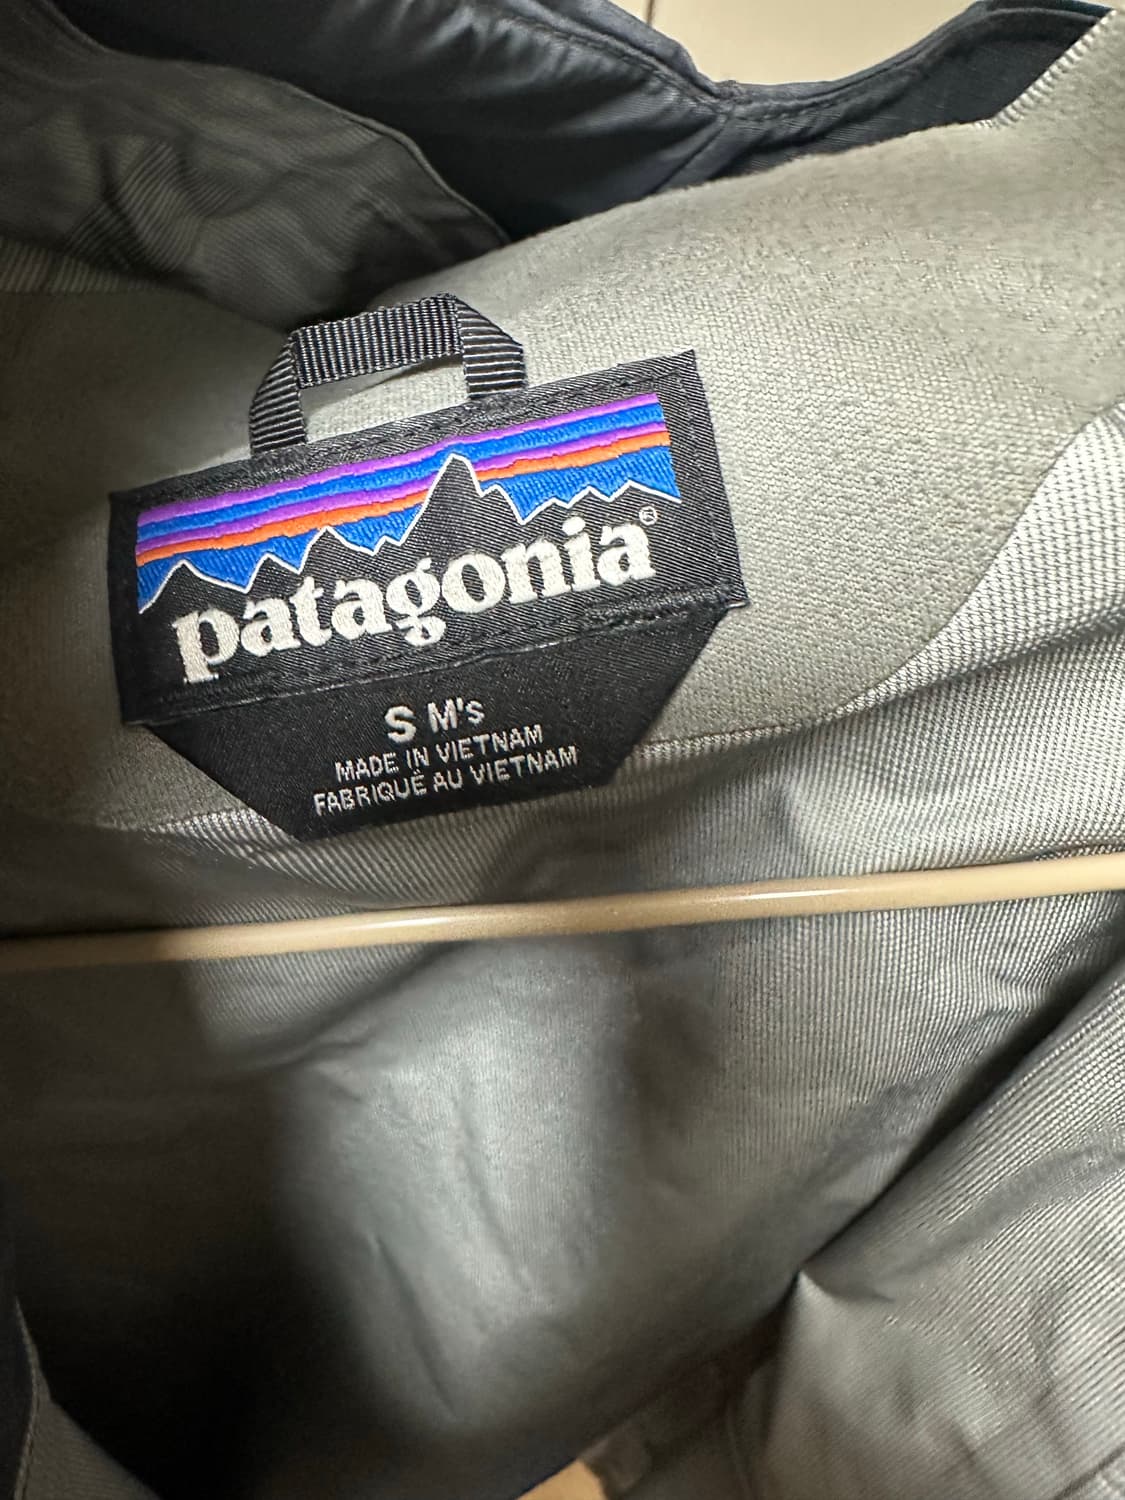 patagonia®
S M's
MADE IN VIETNAM
FABRIQUÉ AU VIETNAM